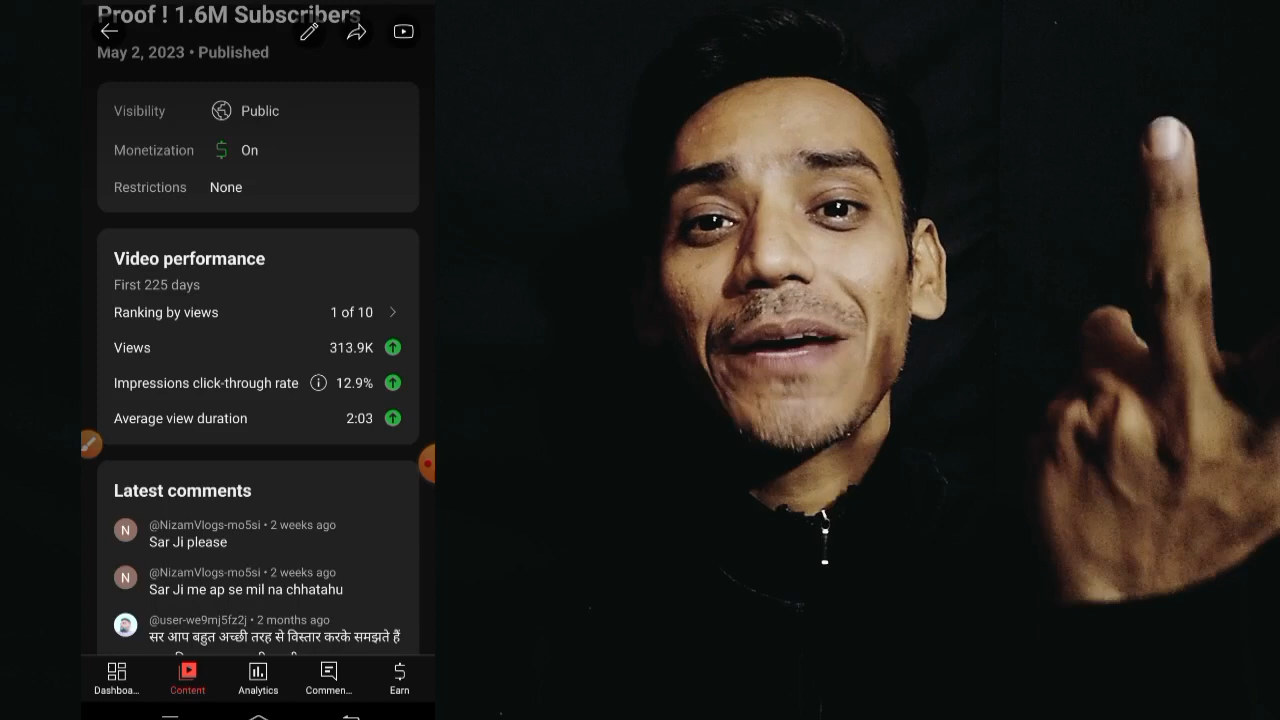 Proof ! 1.6M Subscribers
May 2, 2023 • Published
Visibility Public
Monetization On
Restrictions None
Video performance
First 225 days
Ranking by views 1 of 10
Views 313.9K
Impressions click-through rate 12.9%
Average view duration 2:03
Latest comments
N @NizamVlogs-mo5si • 2 weeks ago
Sar Ji please
N @NizamVlogs-mo5si • 2 weeks ago
Sar Ji me ap se mil na chhatahu
@user-we9mj5fz2j • 2 months ago
सर आप बहुत अच्छी तरह से विस्तार करके समझते हैं
Dashboa... Content Analytics Commen... Earn